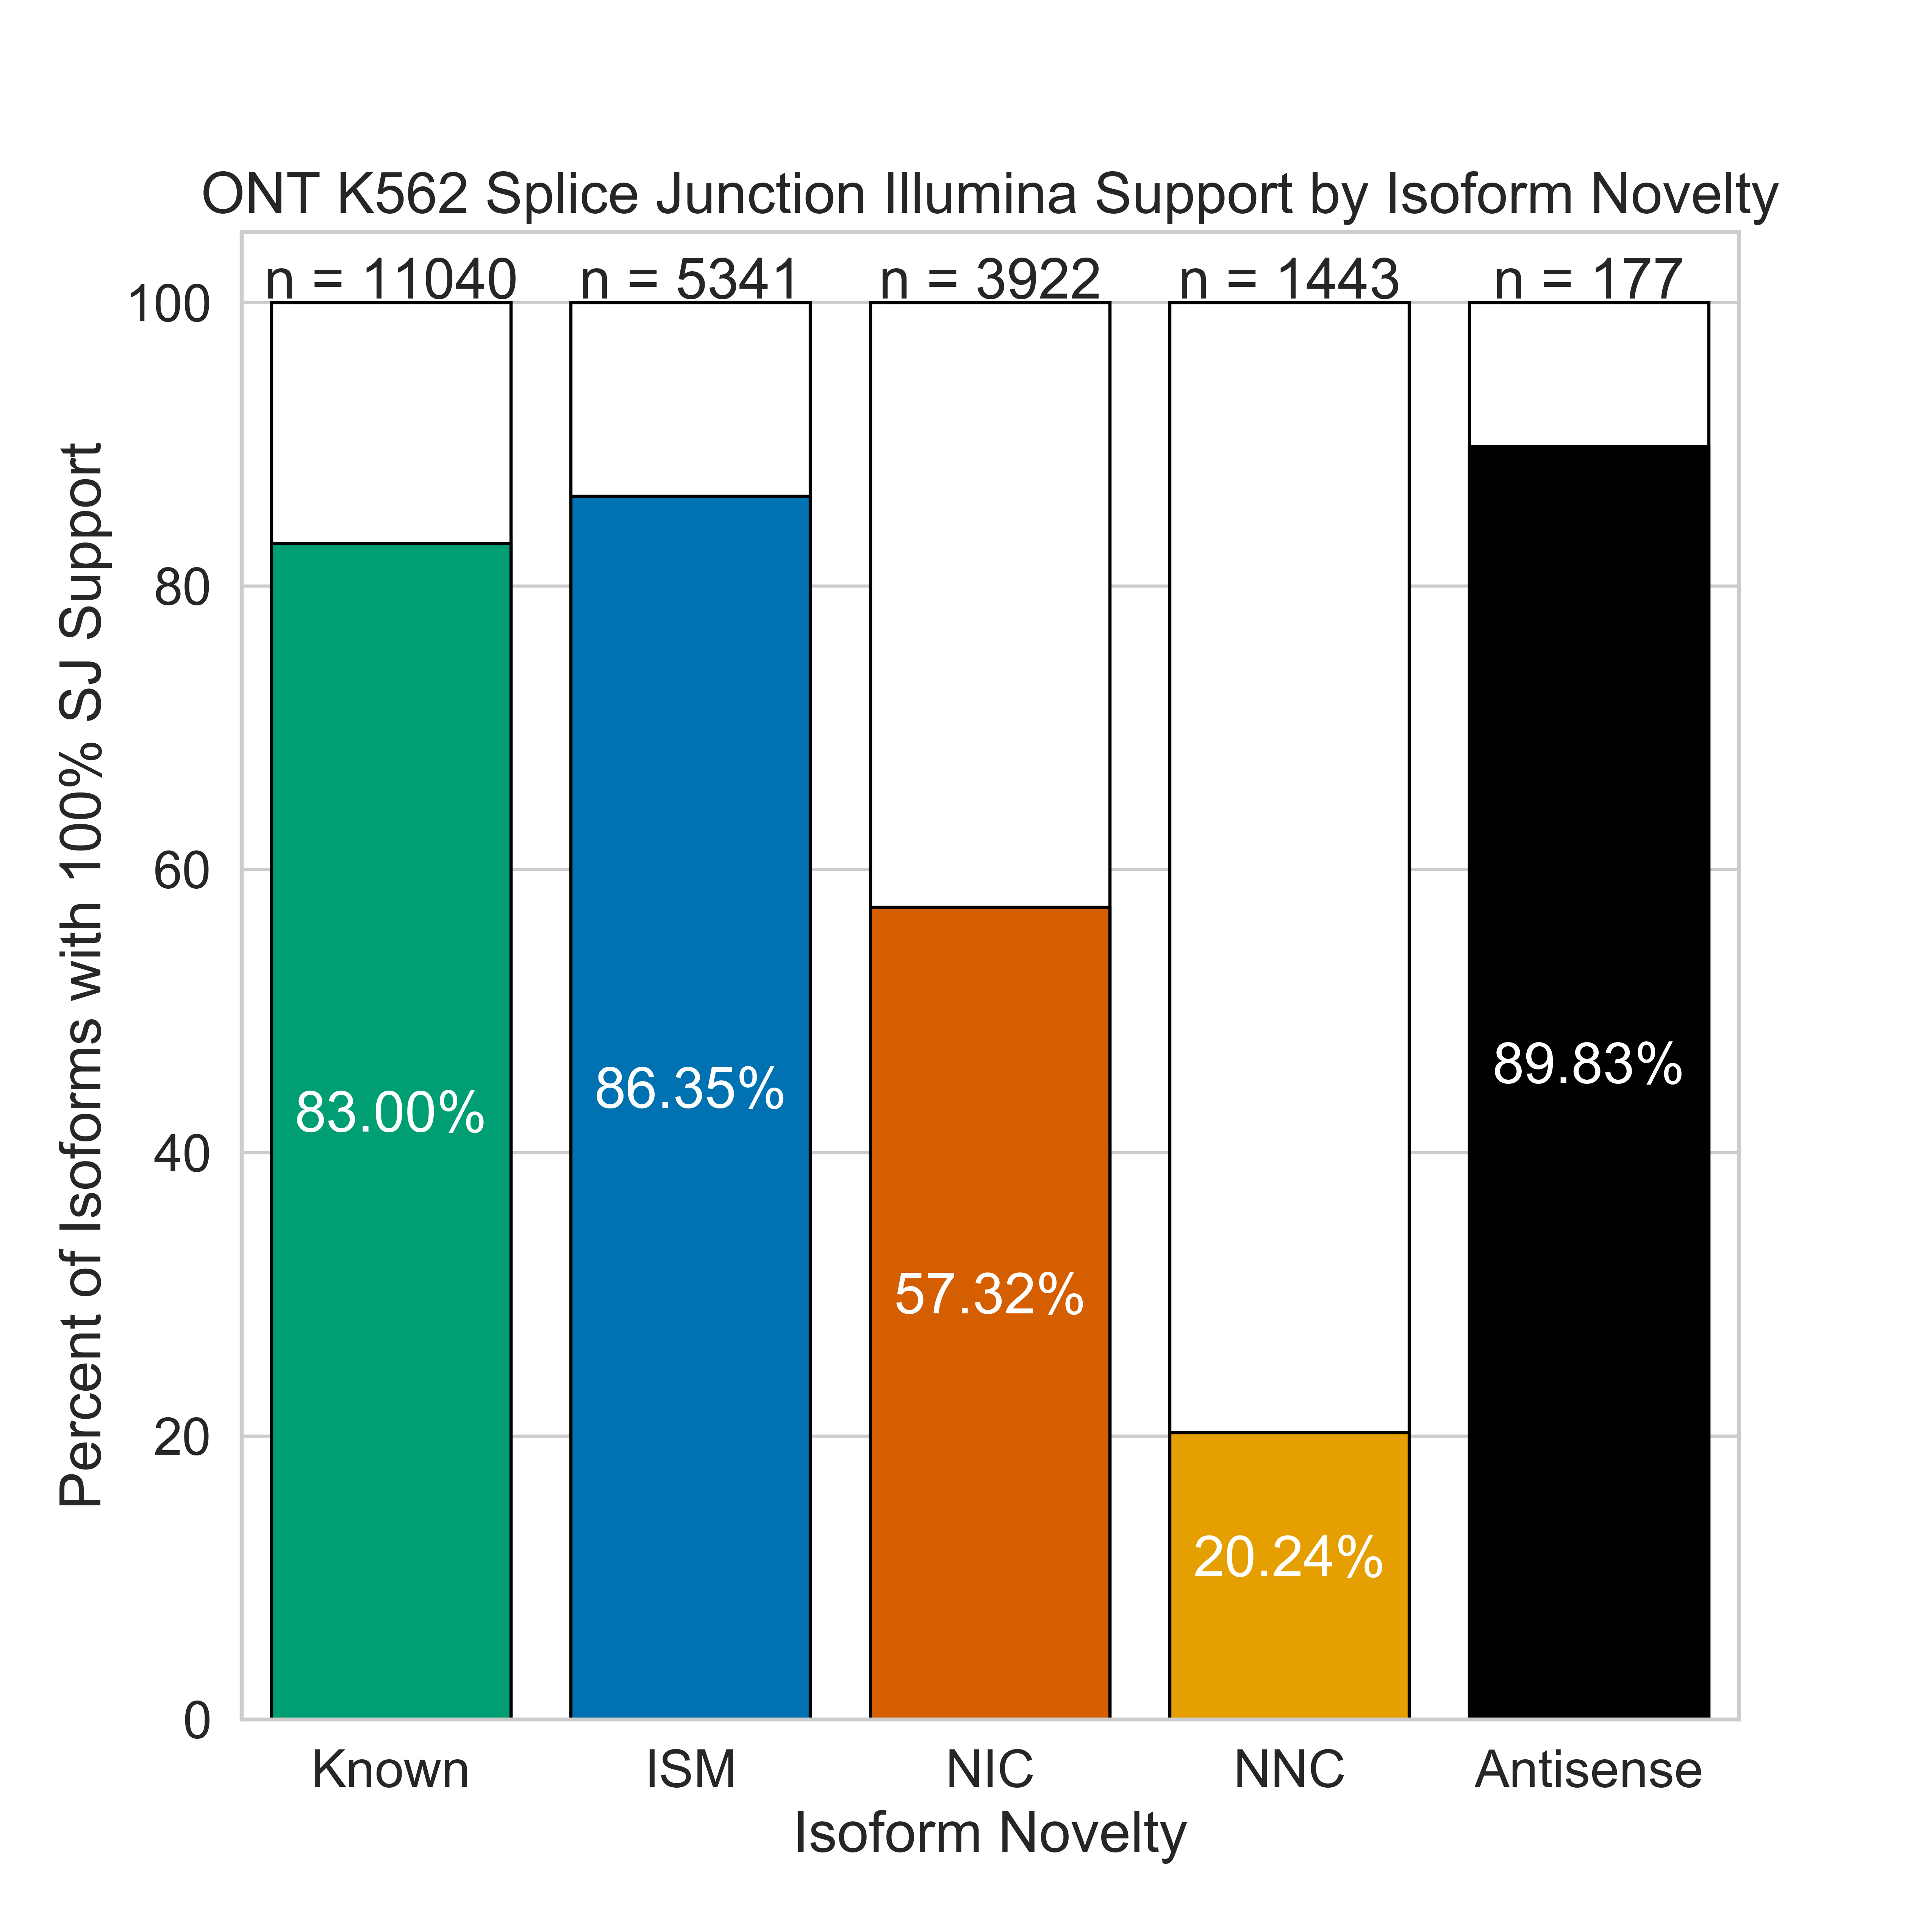 ONT K562 Splice Junction Illumina Support by Isoform Novelty
n = 11040 n = 5341 n = 3922 n = 1443 n = 177
Percent of Isoforms with 100% SJ Support
100
80
60
40
20
0
83.00%
86.35%
57.32%
20.24%
89.83%
Known ISM NIC NNC Antisense
Isoform Novelty